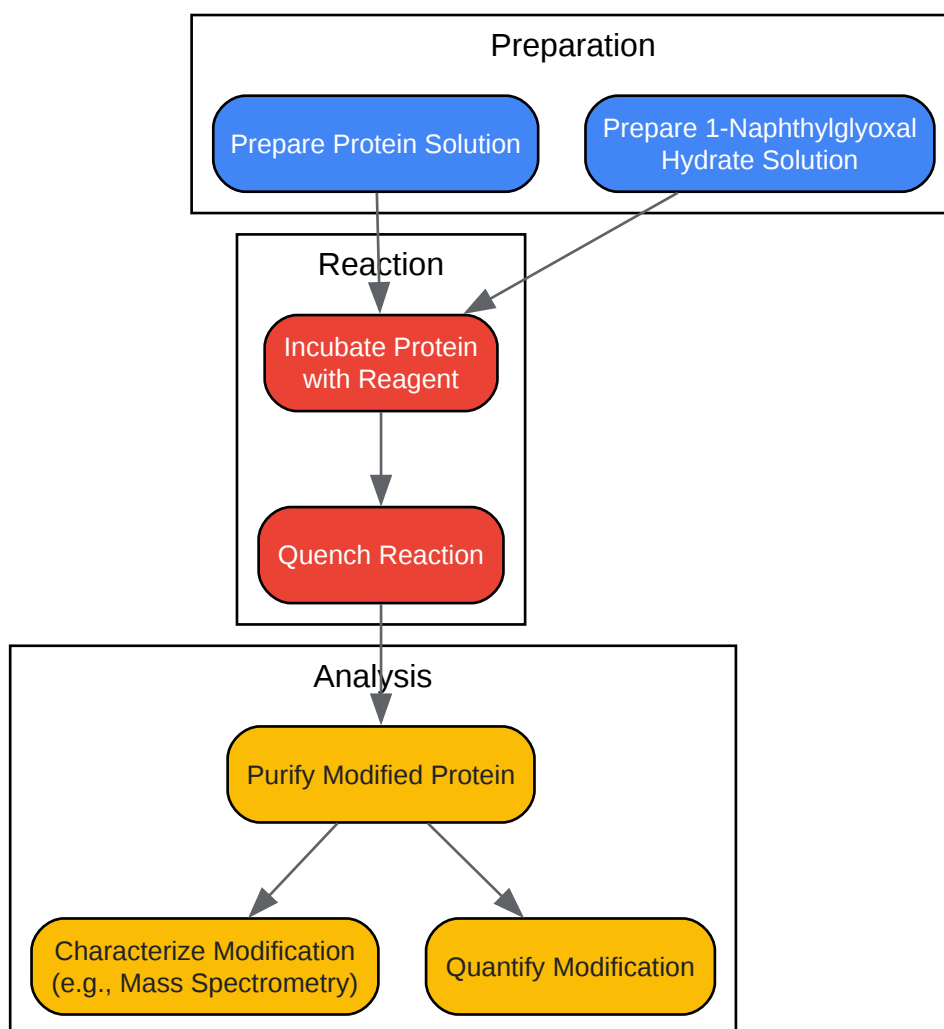 Preparation
Prepare Protein Solution
Prepare 1-Naphthylglyoxal
Hydrate Solution
Reaction
Incubate Protein
with Reagent
Quench Reaction
Analysis
Purify Modified Protein
Characterize Modification
(e.g., Mass Spectrometry)
Quantify Modification